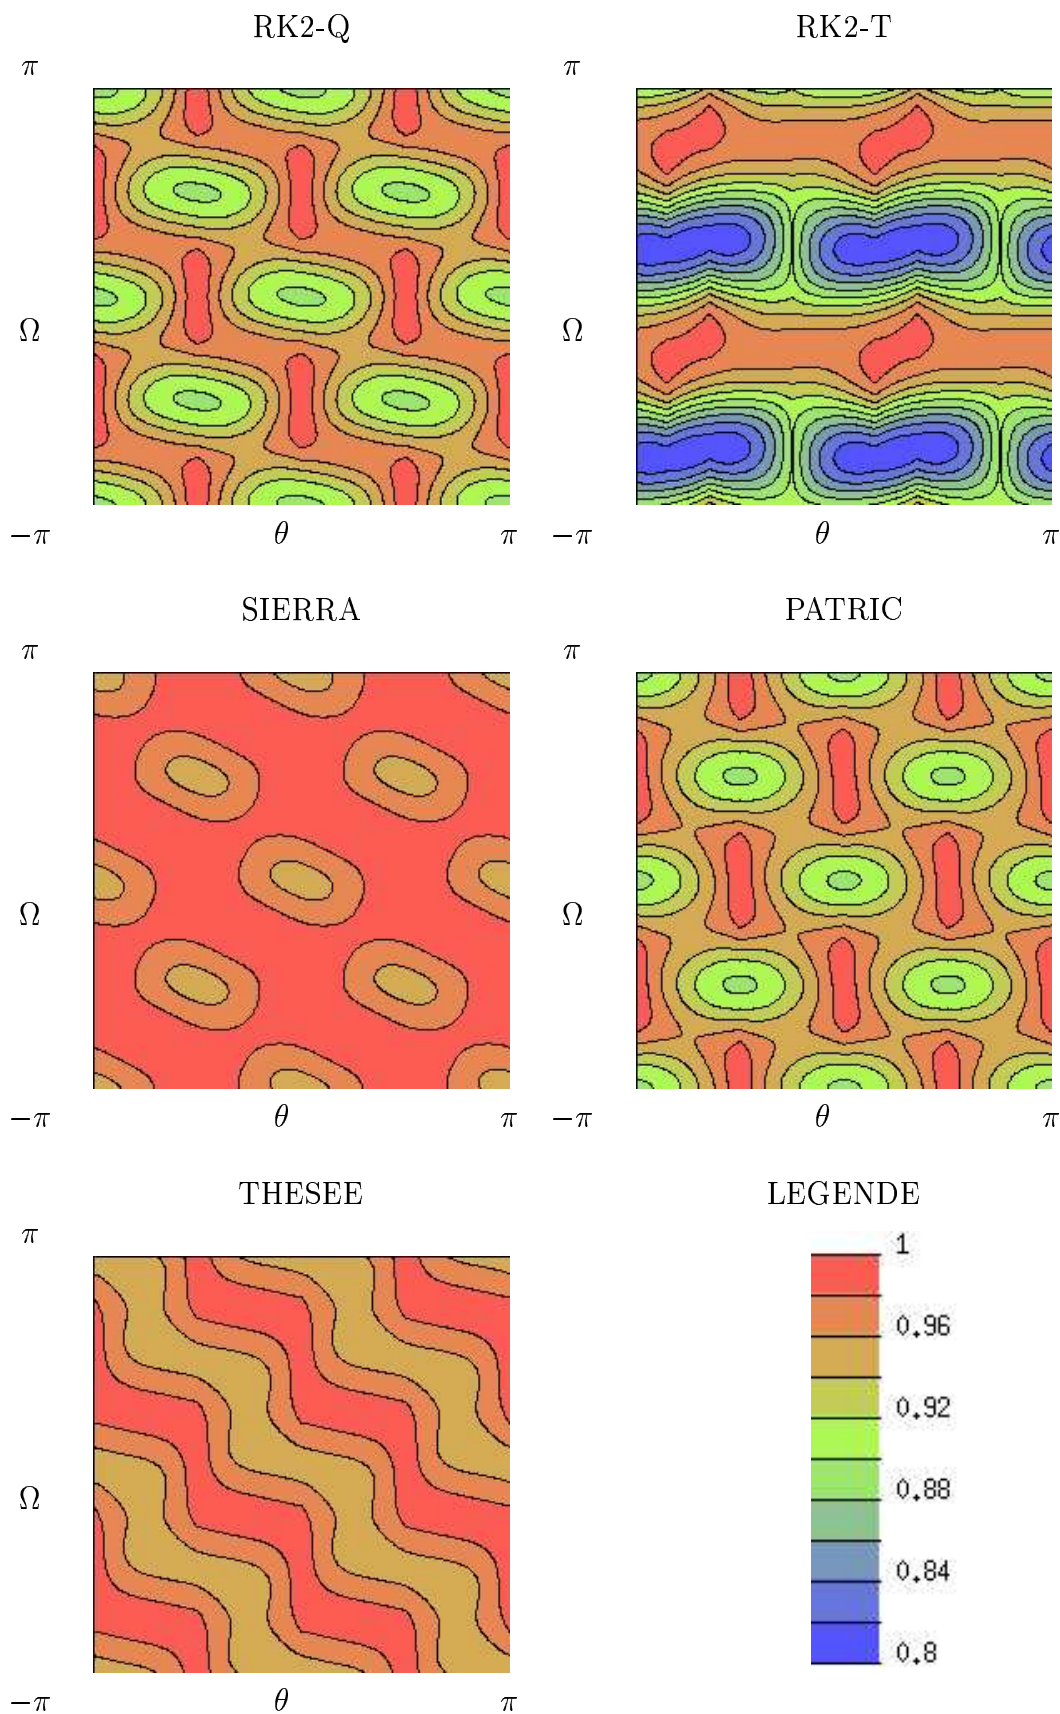 RK2-Q RK2-T
π π
Ω Ω
−π θ π −π θ π
SIERRA PATRIC
π π
Ω Ω
−π θ π −π θ π
THESEE LEGENDE
π
1
0.96
0.92
Ω 0.88
0.84
0.8
−π θ π